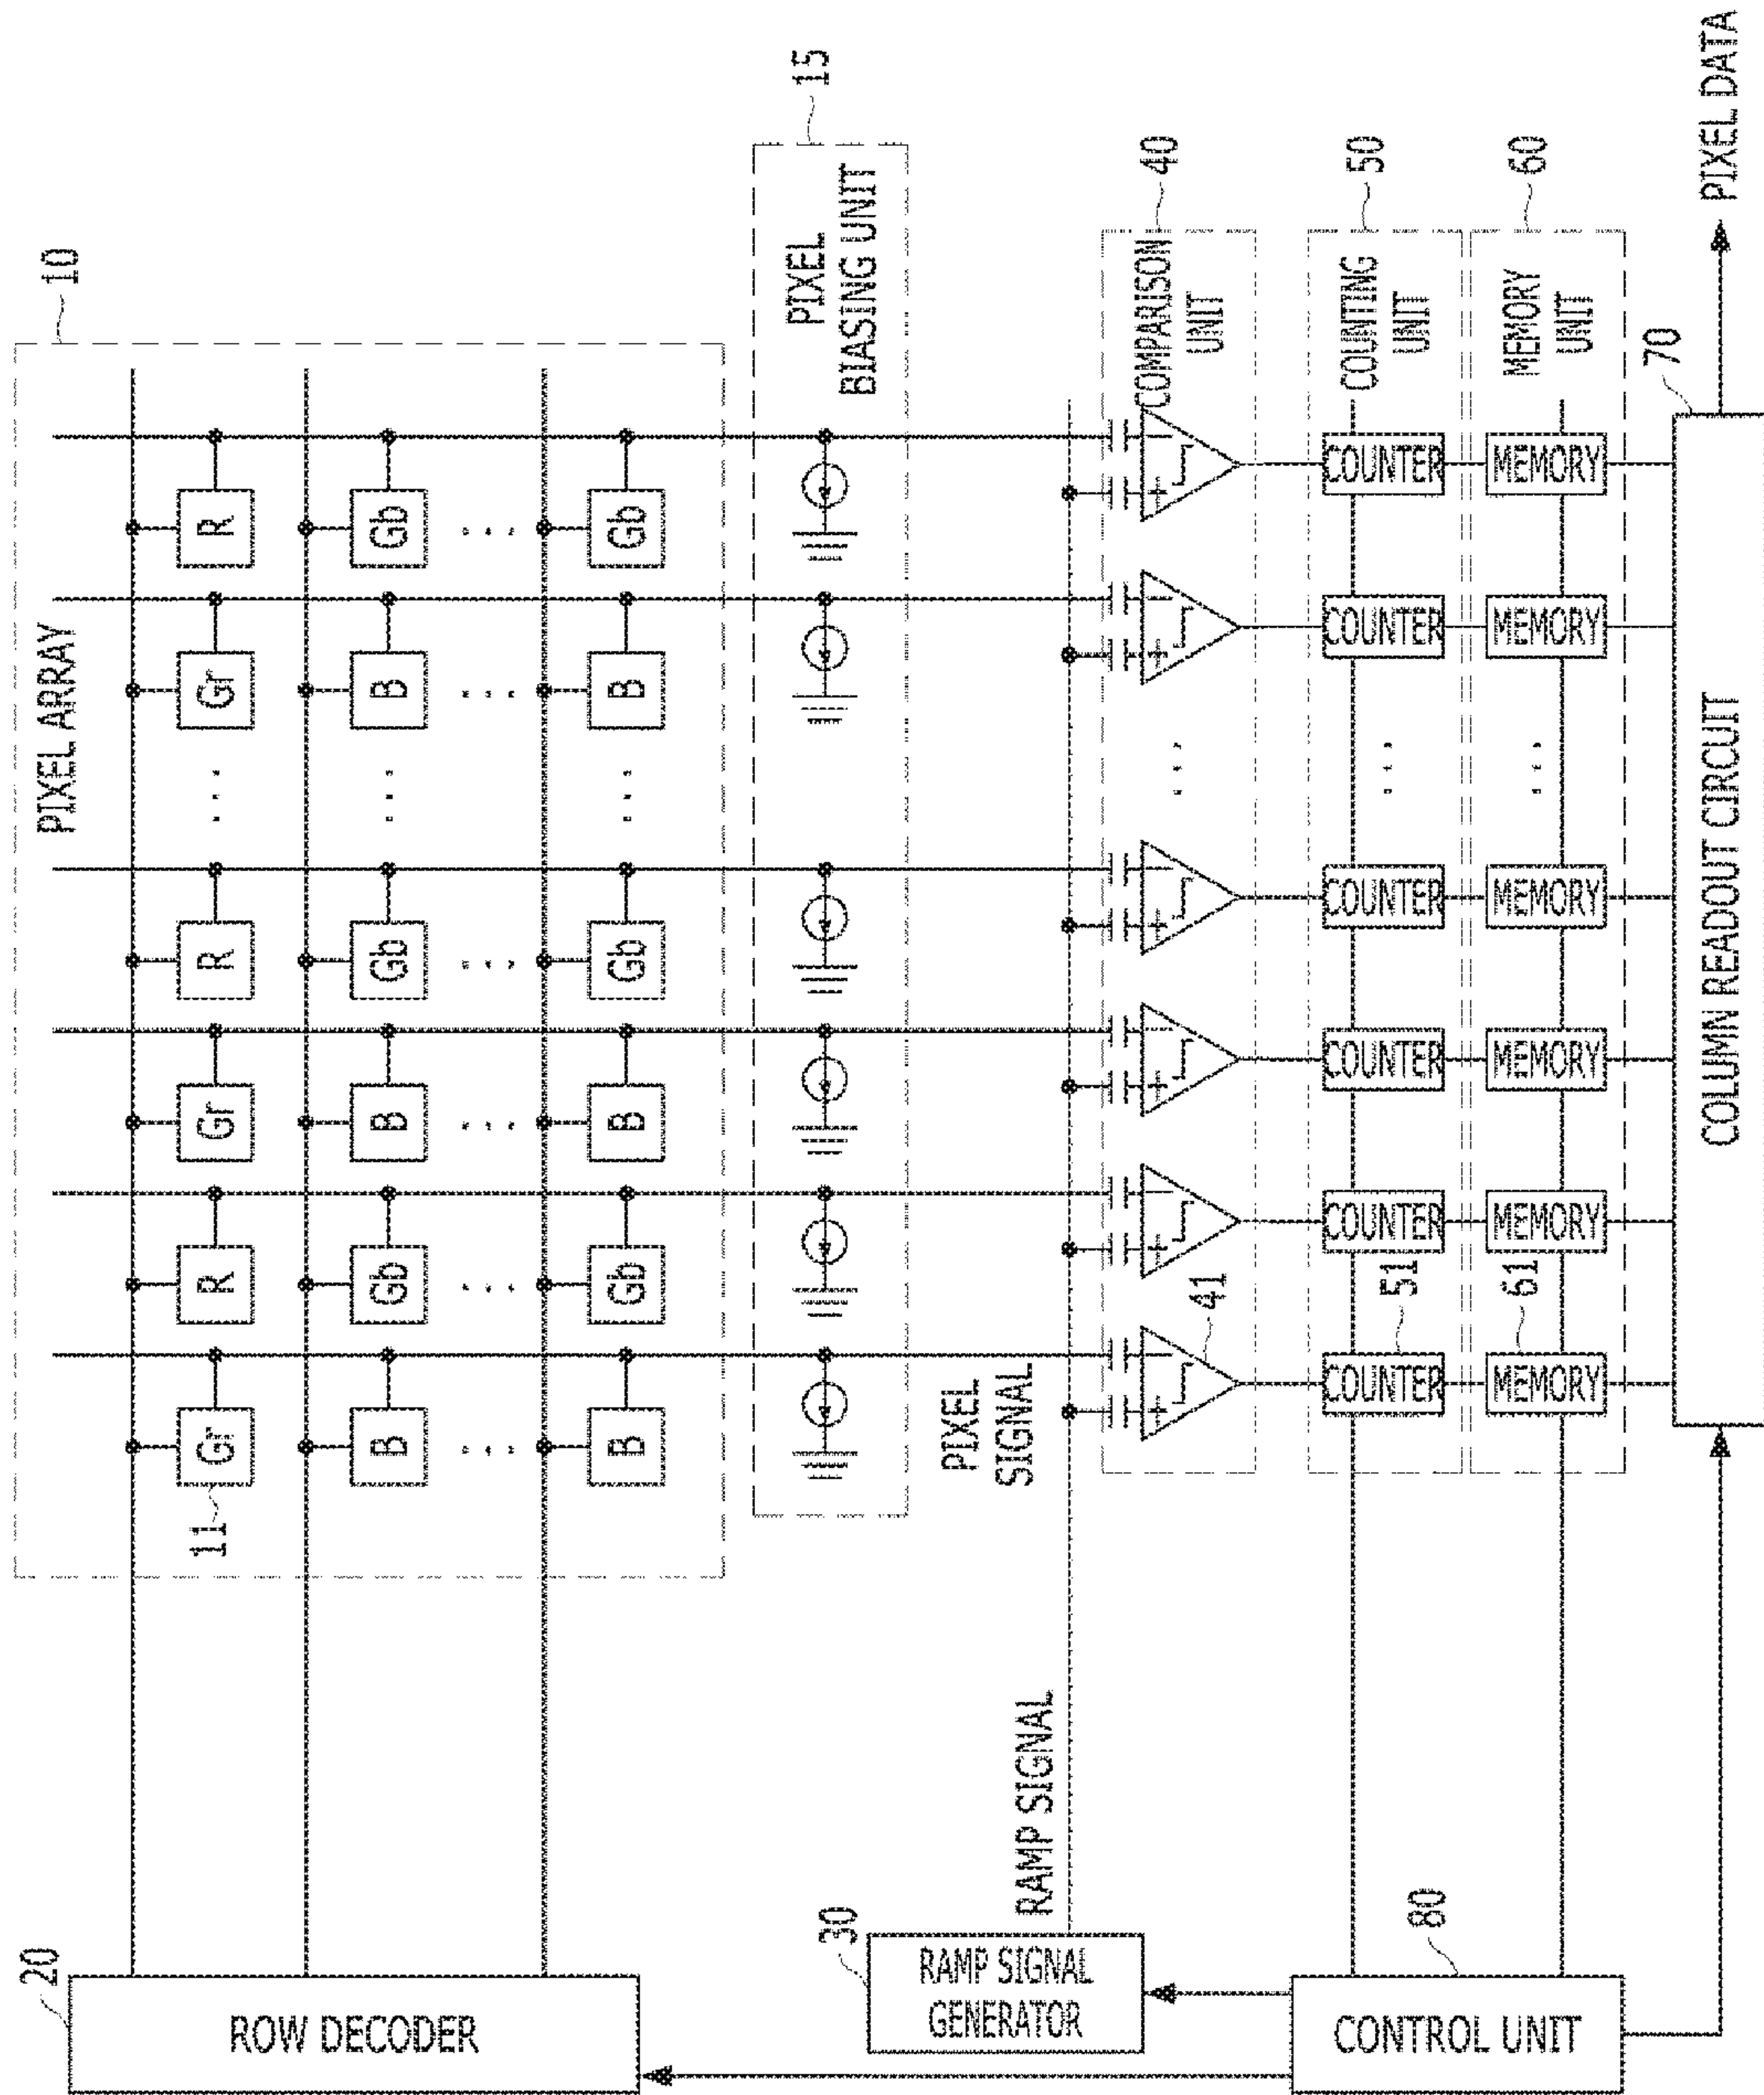 10
PIXEL ARRAY
20
ROW DECODER
11
Gr R Gr R ... Gr R
B Gb B Gb ... B Gb
... ... ... ... ... ...
B Gb B Gb ... B Gb
15
PIXEL
BIASING UNIT
PIXEL
SIGNAL
30
RAMP SIGNAL
GENERATOR
RAMP SIGNAL
40
COMPARISON
UNIT
+ − + − + − + − ... + − + −
41
50
COUNTING
UNIT
COUNTER COUNTER COUNTER COUNTER ... COUNTER COUNTER
51
60
MEMORY
UNIT
MEMORY MEMORY MEMORY MEMORY ... MEMORY MEMORY
61
80
CONTROL UNIT
70
COLUMN READOUT CIRCUIT
PIXEL DATA